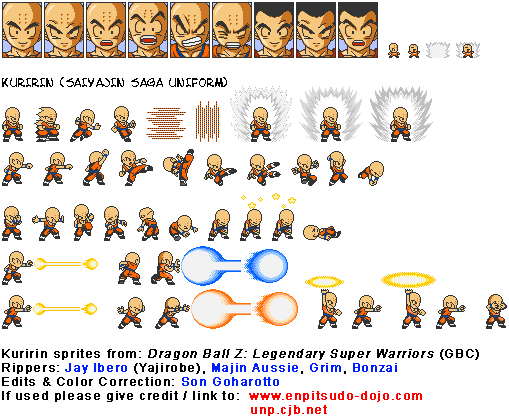 KURIRIN (SAIYAJIN SAGA UNIFORM)
Kuririn sprites from: Dragon Ball Z: Legendary Super Warriors (GBC)
Rippers: Jay Ibero (Yajirobe), Majin Aussie, Grim, Bonzai
Edits & Color Correction: Son Goharotto
If used please give credit / link to: www.enpitsudo-dojo.com
unp.cjb.net